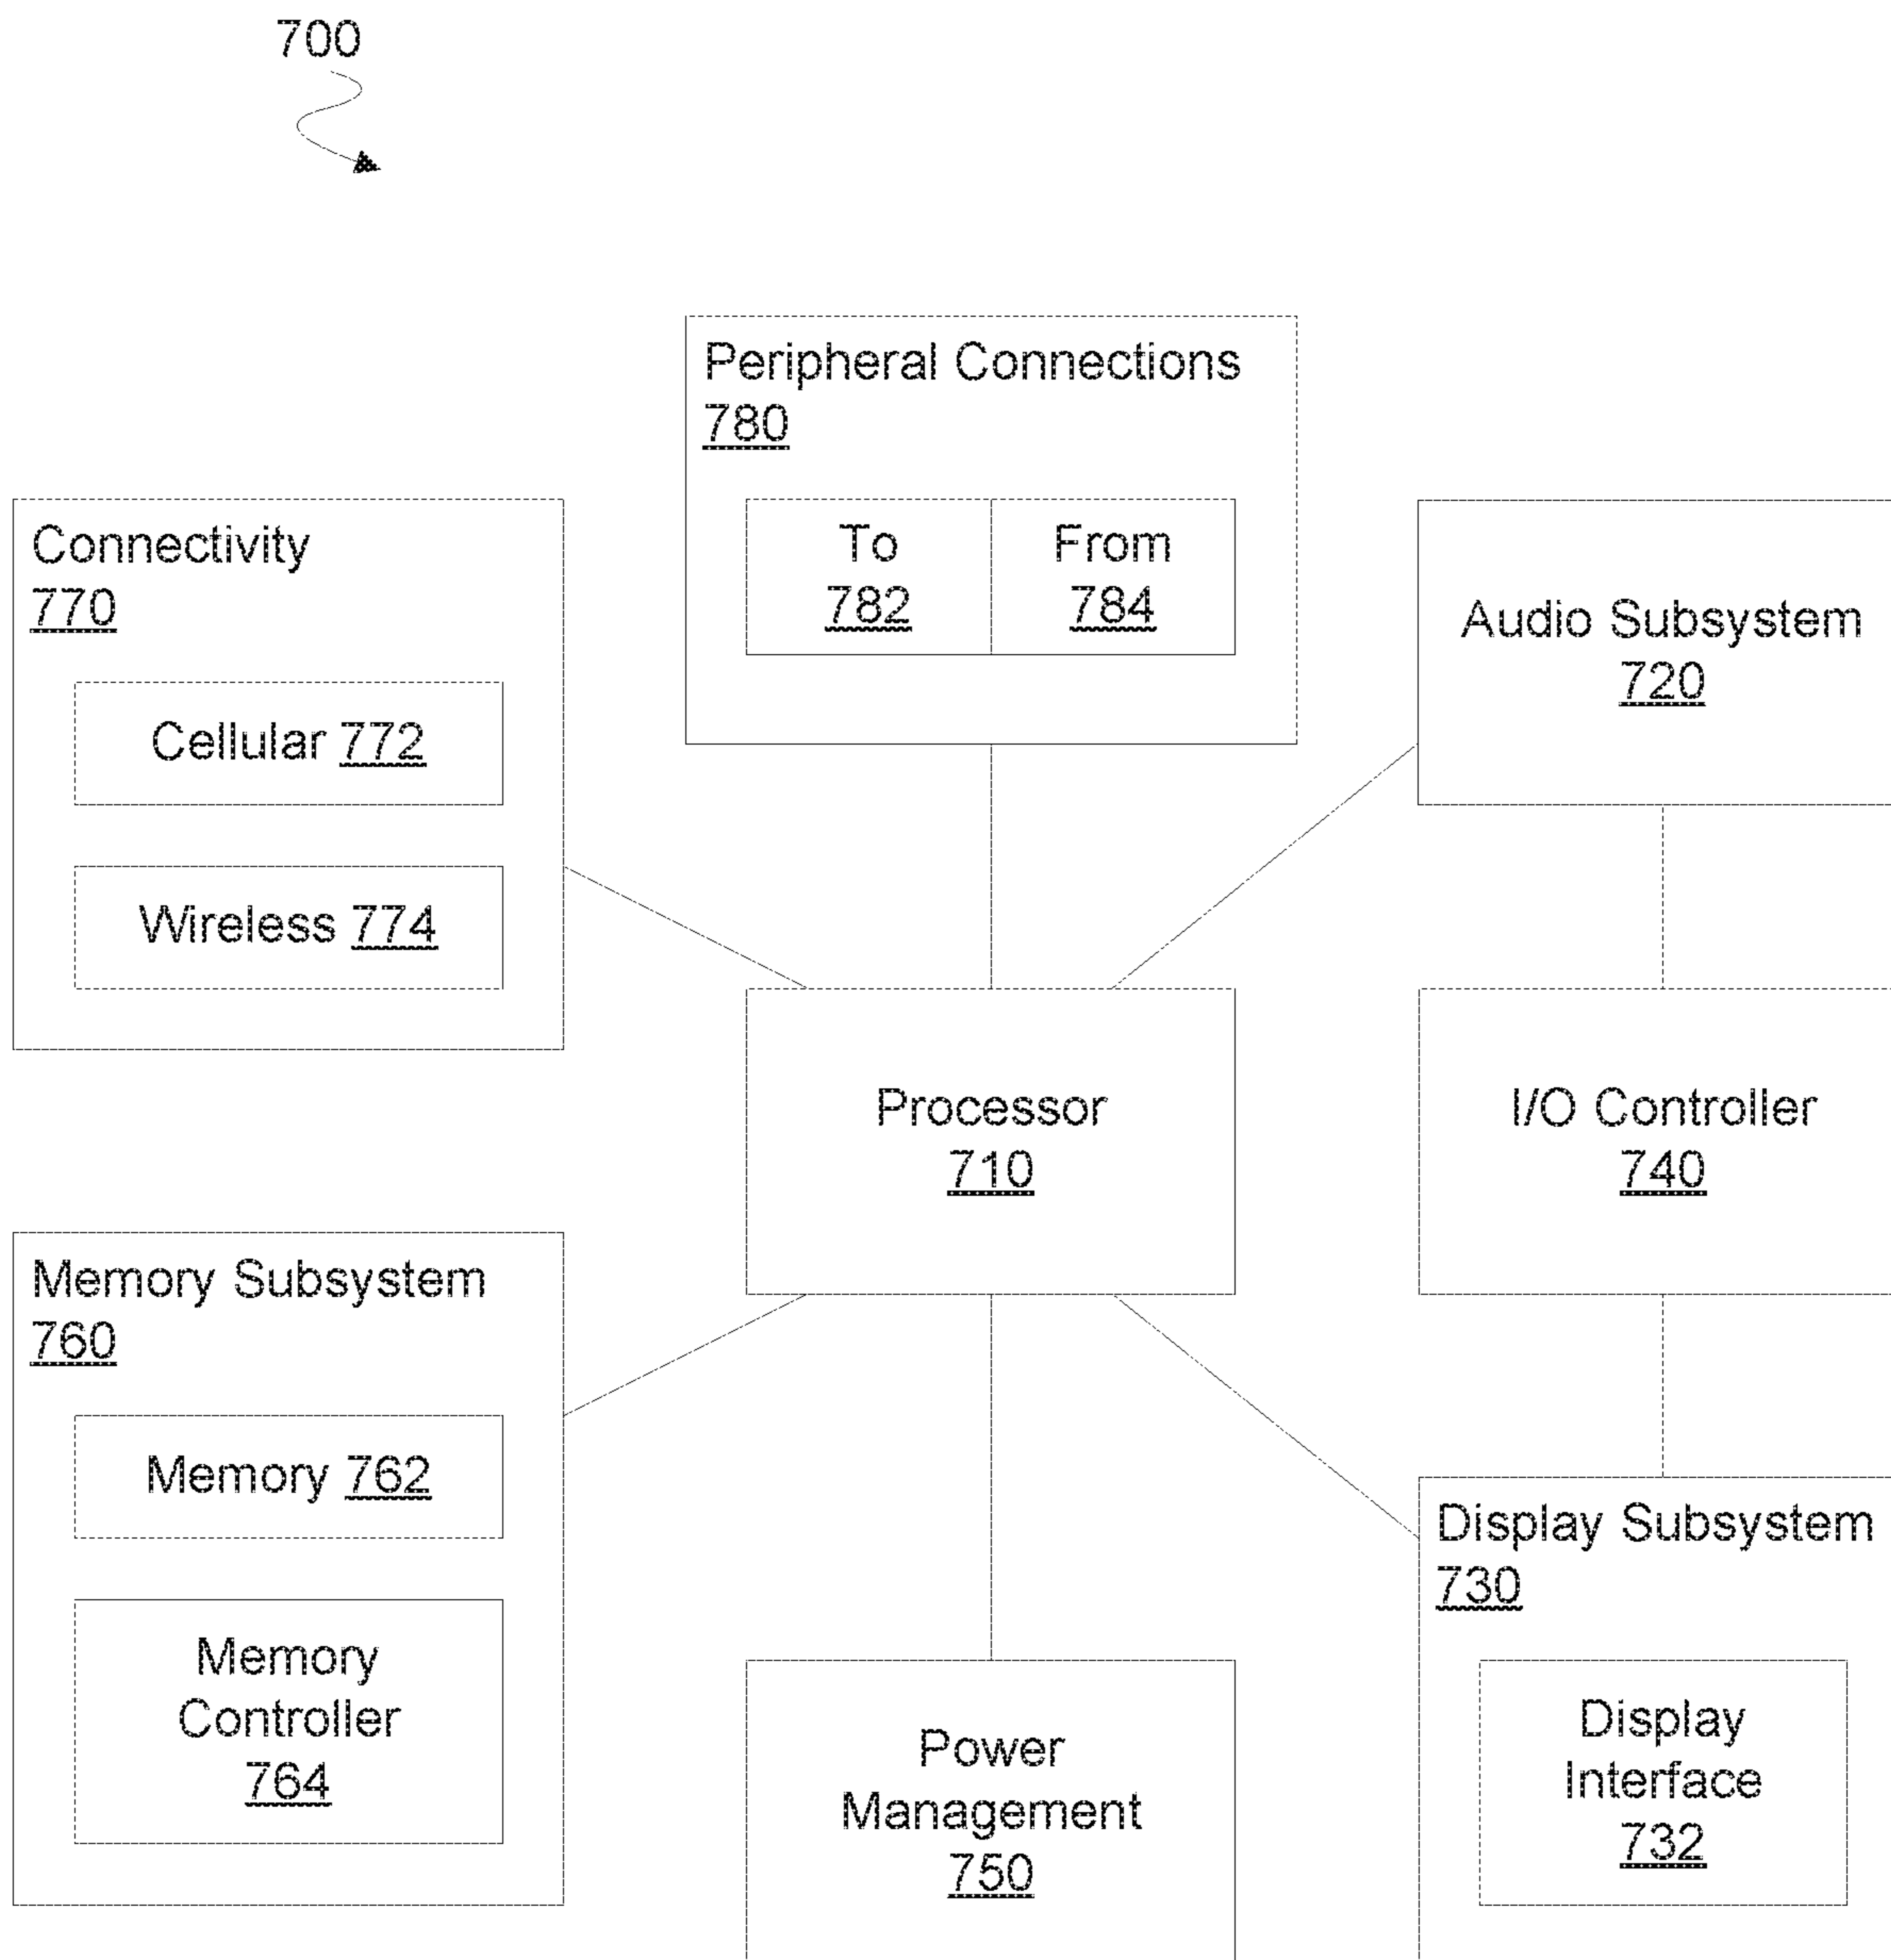 700
Peripheral Connections
780
To
782
From
784
Connectivity
770
Cellular 772
Wireless 774
Audio Subsystem
720
Processor
710
I/O Controller
740
Memory Subsystem
760
Memory 762
Memory
Controller
764
Power
Management
750
Display Subsystem
730
Display
Interface
732